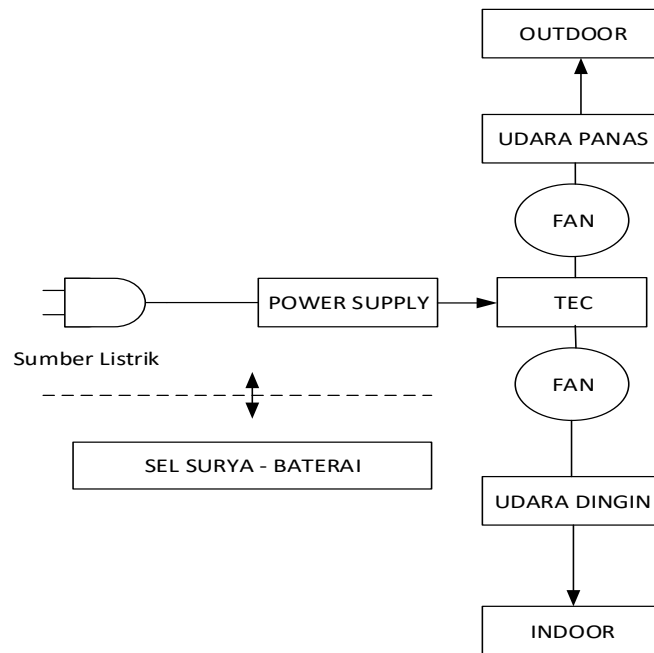 OUTDOOR
UDARA PANAS
FAN
POWER SUPPLY
TEC
Sumber Listrik
FAN
SEL SURYA - BATERAI
UDARA DINGIN
INDOOR